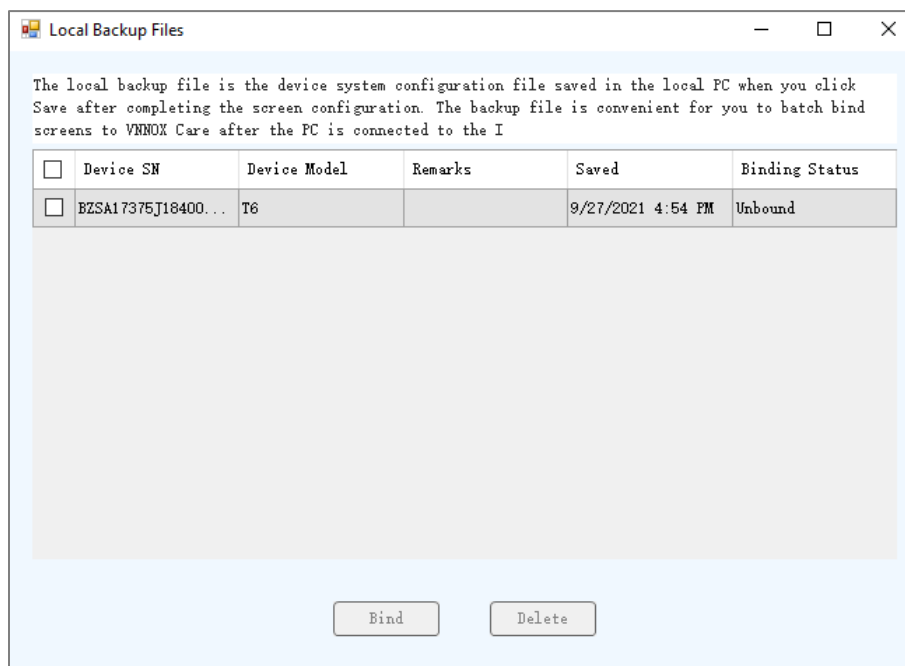 Local Backup Files
The local backup file is the device system configuration file saved in the local PC when you click
Save after completing the screen configuration. The backup file is convenient for you to batch bind
screens to VNNOX Care after the PC is connected to the I
Device SN Device Model Remarks Saved Binding Status
BZSA17375J18400... T6 9/27/2021 4:54 PM Unbound
Bind Delete